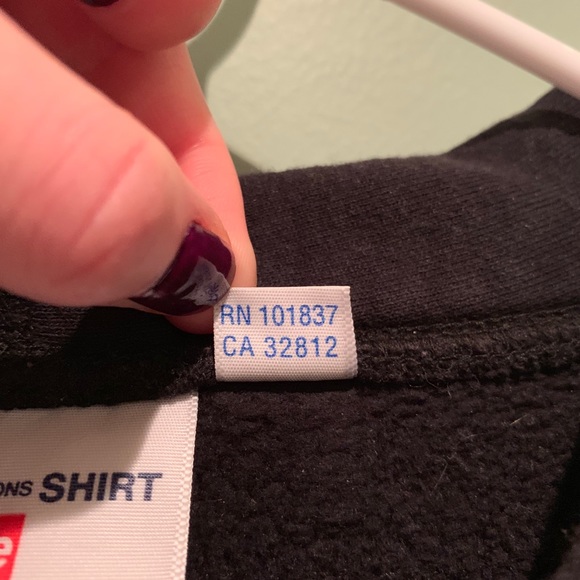 RN 101837
CA 32812
ONS SHIRT
e